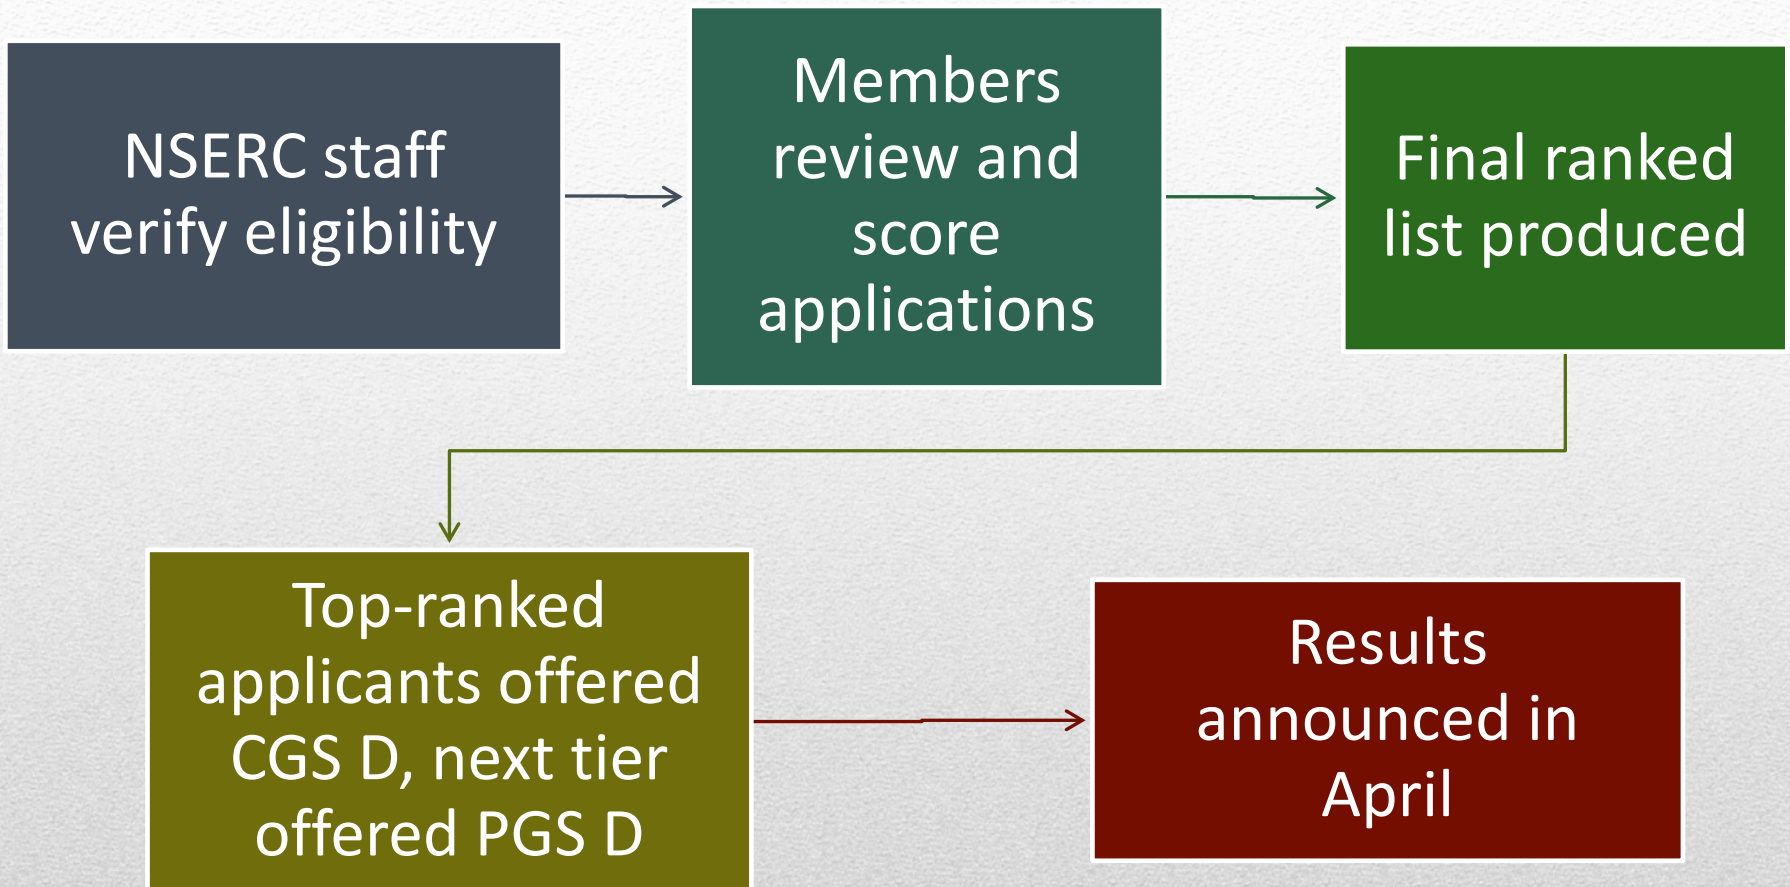 NSERC staff
verify eligibility
Members
review and
score
applications
Final ranked
list produced
Top-ranked
applicants offered
CGS D, next tier
offered PGS D
Results
announced in
April